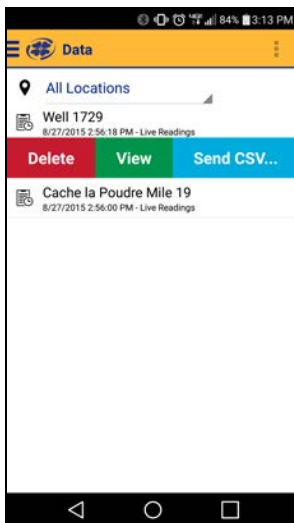 84% 3:13 PM
Data
All Locations
Well 1729
8/27/2015 2:56:18 PM - Live Readings
Delete View Send CSV...
Cache la Poudre Mile 19
8/27/2015 2:56:00 PM - Live Readings